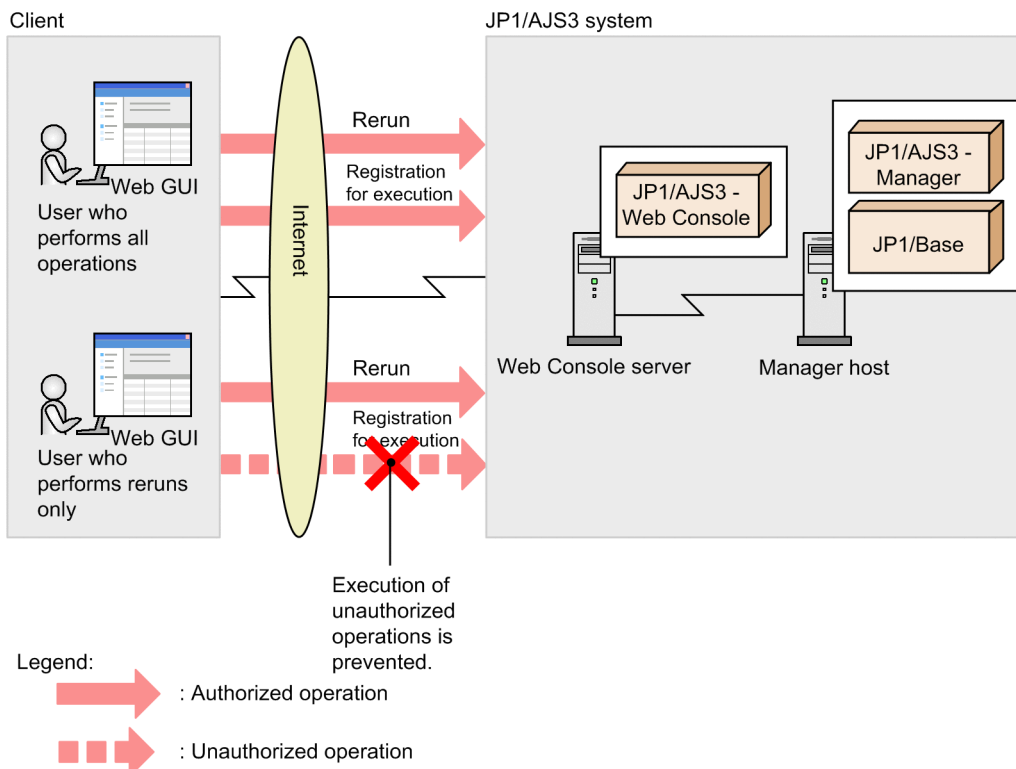 Client
JP1/AJS3 system
Web GUI
User who
performs all
operations
Internet
Rerun
Registration
for execution
JP1/AJS3 -
Web Console
JP1/AJS3 -
Manager
JP1/Base
Web Console server
Manager host
Web GUI
User who
performs reruns
only
Rerun
Registration
for execution
Execution of
unauthorized
operations is
prevented.
Legend:
: Authorized operation
: Unauthorized operation